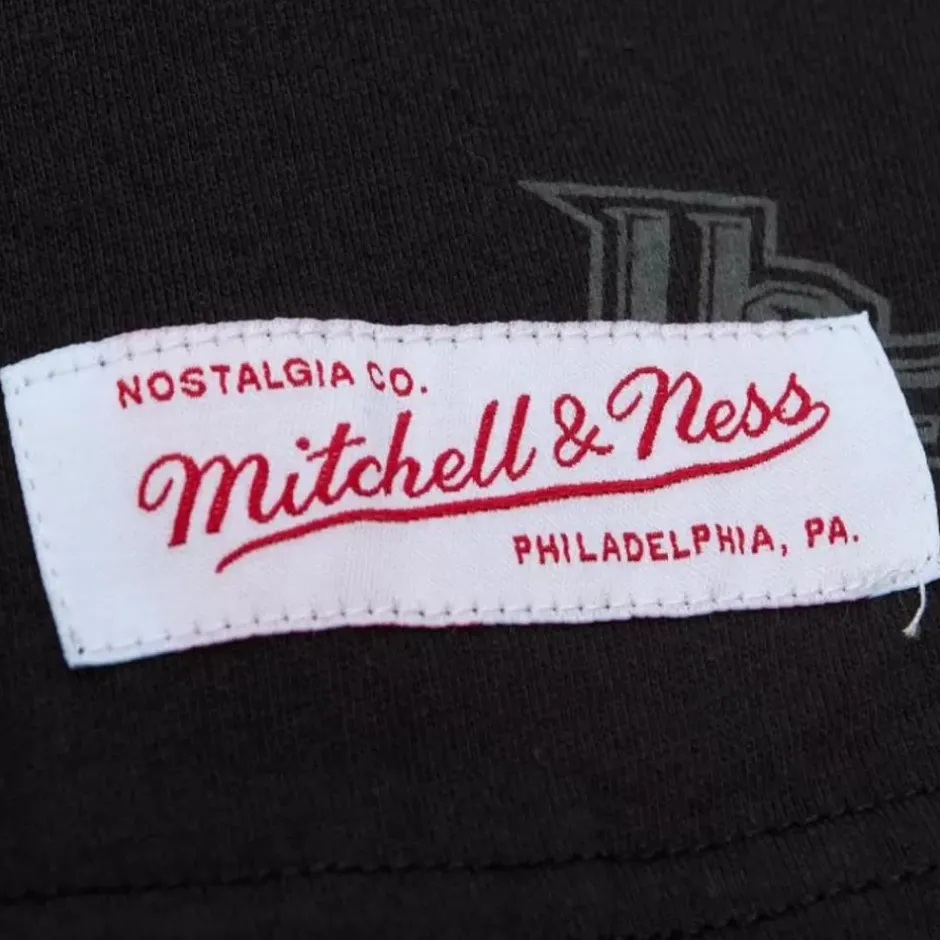 NOSTALGIA CO.
Mitchell & Ness
PHILADELPHIA, PA.